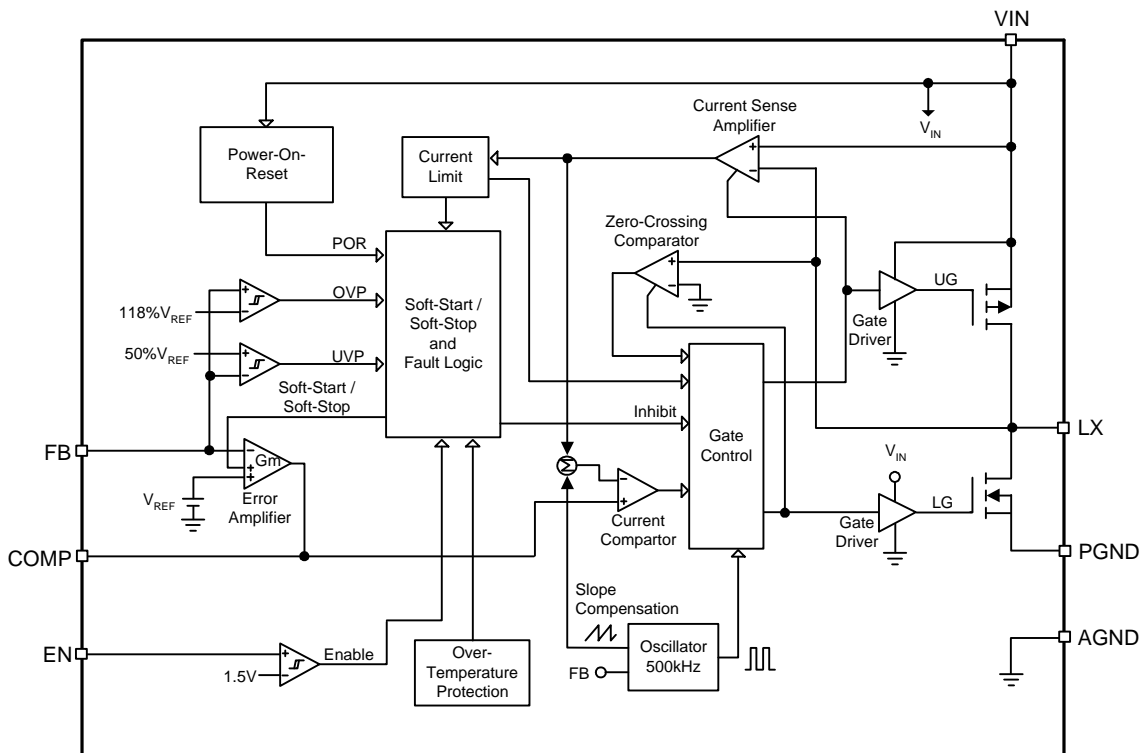 VIN
Current Sense
Amplifier
V_IN
Power-On-
Reset
Current
Limit
Zero-Crossing
Comparator
POR
OVP
118%V_REF
Soft-Start /
Soft-Stop
and
Fault Logic
UG
Gate
Driver
50%V_REF
UVP
Soft-Start /
Soft-Stop
Inhibit
Gate
Control
LX
FB
Gm
Error
Amplifier
V_REF
Σ
Current
Compartor
V_IN
LG
Gate
Driver
COMP
PGND
Slope
Compensation
Oscillator
500kHz
FB
AGND
EN
Enable
1.5V
Over-
Temperature
Protection
+
−
+
−
+
−
+
−
−
+
+
−
+
+
−